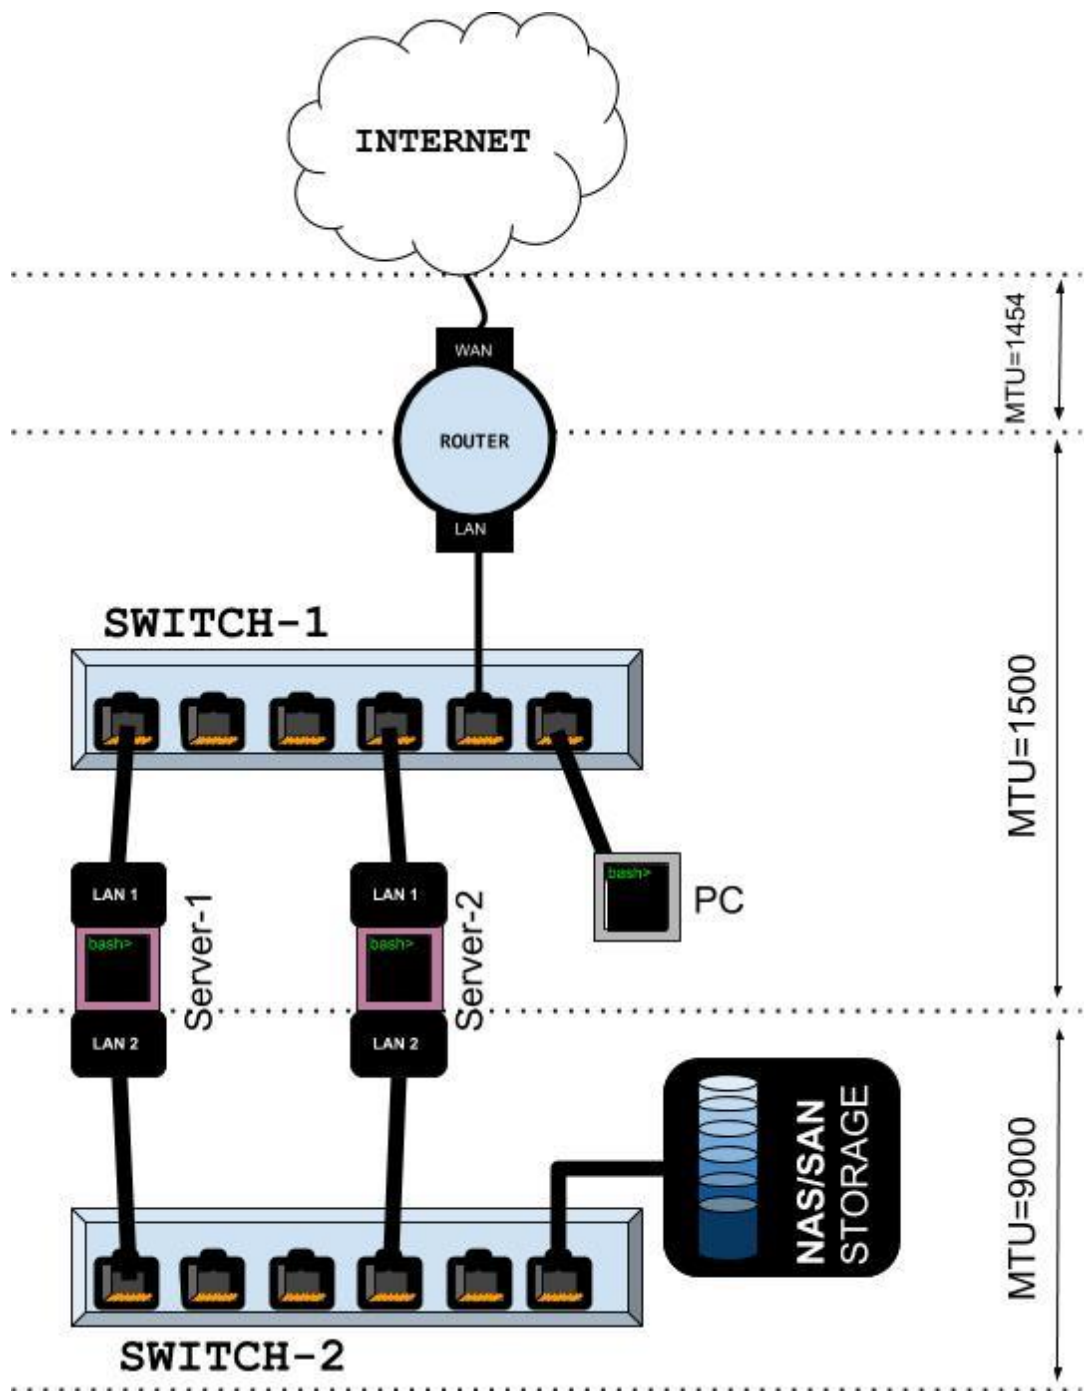 INTERNET
MTU=1454
WAN
ROUTER
LAN
SWITCH-1
MTU=1500
LAN 1
LAN 1
bash>
PC
Server-1
Server-2
bash>
bash>
LAN 2
LAN 2
NAS/SAN
STORAGE
MTU=9000
SWITCH-2